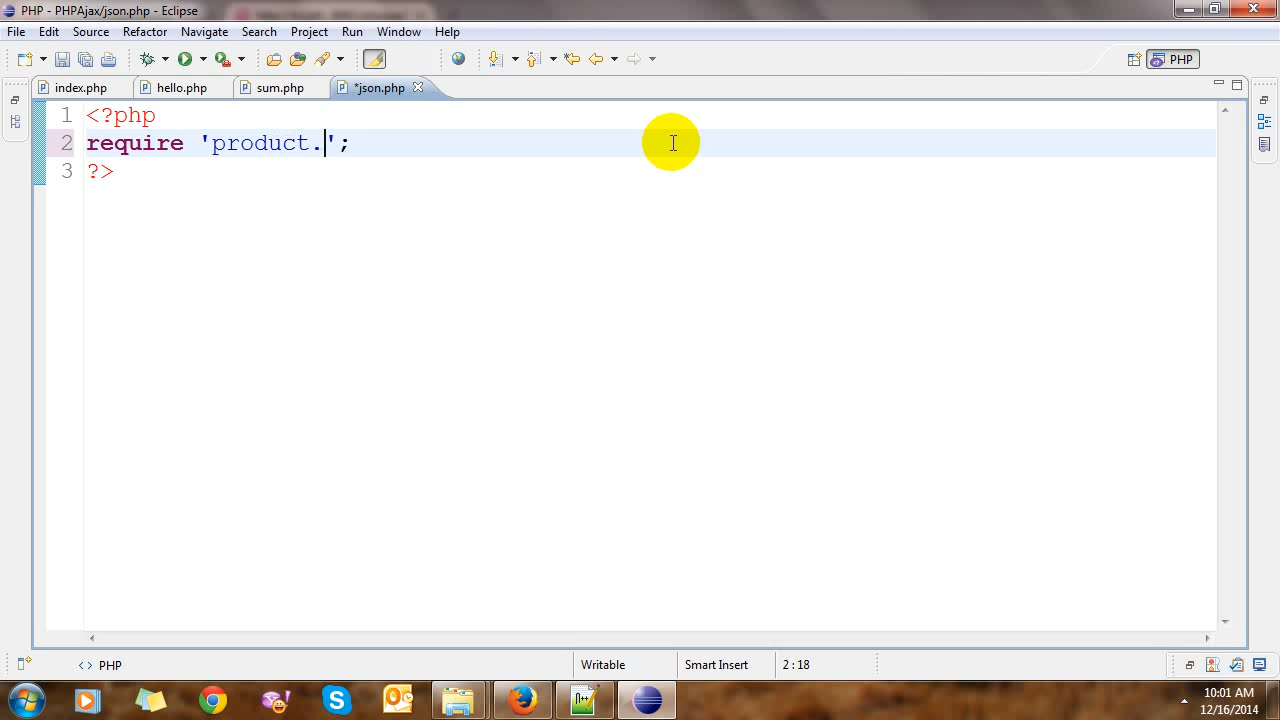 PHP - PHPAjax/json.php - Eclipse
File Edit Source Refactor Navigate Search Project Run Window Help
PHP
index.php hello.php sum.php *json.php
1 <?php
2 require 'product.';
3 ?>
<> PHP Writable Smart Insert 2:18
10:01 AM
12/16/2014